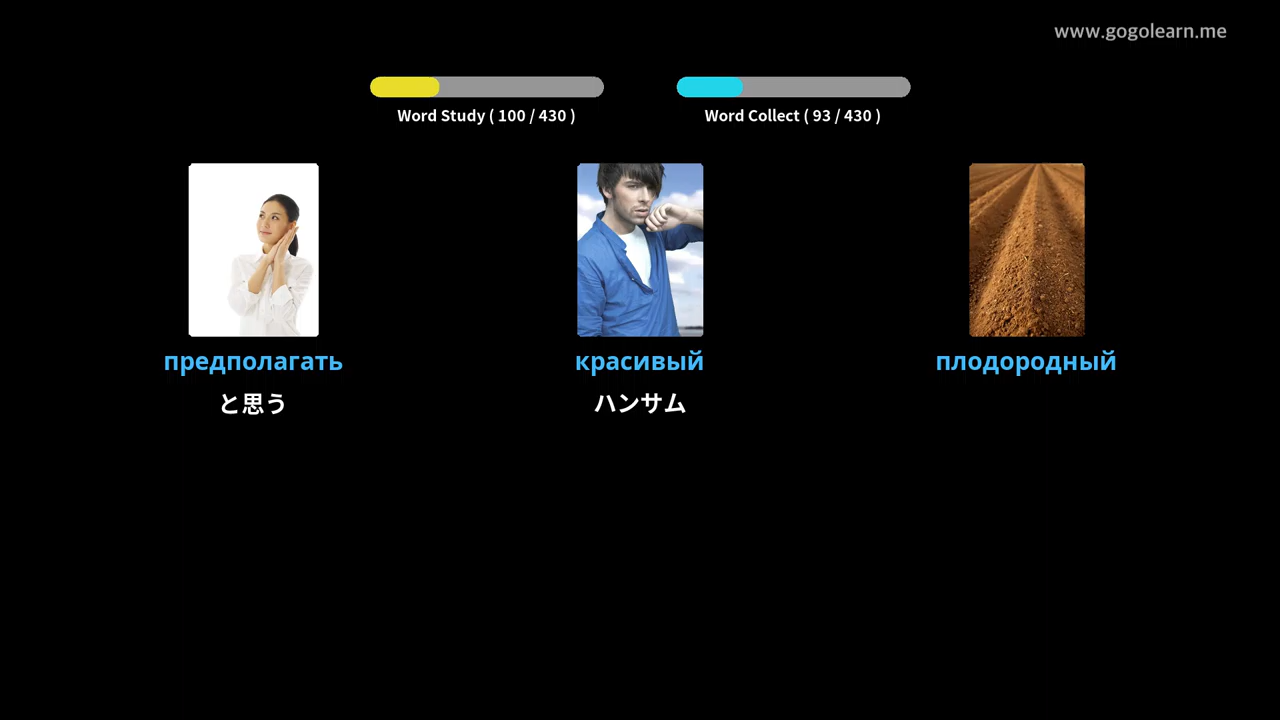 www.gogolearn.me
Word Study ( 100 / 430 )
Word Collect ( 93 / 430 )
предполагать
красивый
плодородный
と思う
ハンサム